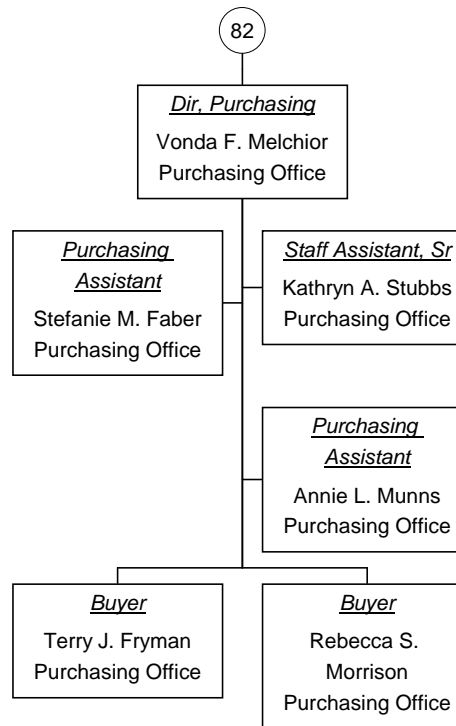 82
Dir, Purchasing
Vonda F. Melchior
Purchasing Office
Purchasing
Assistant
Stefanie M. Faber
Purchasing Office
Staff Assistant, Sr
Kathryn A. Stubbs
Purchasing Office
Purchasing
Assistant
Annie L. Munns
Purchasing Office
Buyer
Terry J. Fryman
Purchasing Office
Buyer
Rebecca S.
Morrison
Purchasing Office